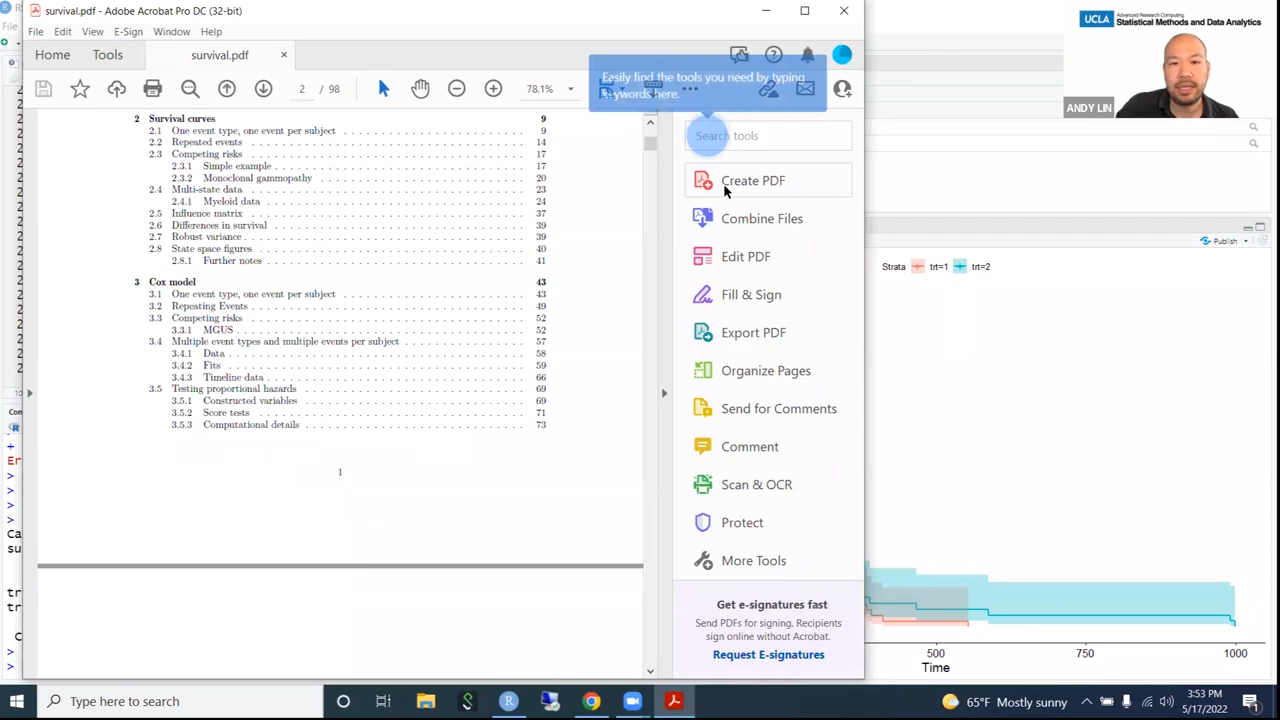 survival.pdf - Adobe Acrobat Pro DC (32-bit)
File Edit View E-Sign Window Help
Home Tools survival.pdf ×
2 / 98 78.1%
Easily find the tools you need by typing
keywords here.
Search tools
Create PDF
Combine Files
Edit PDF
Fill & Sign
Export PDF
Organize Pages
Send for Comments
Comment
Scan & OCR
Protect
More Tools
Get e-signatures fast
Send PDFs for signing. Recipients
sign online without Acrobat.
Request E-signatures
2 Survival curves 9
2.1 One event type, one event per subject 9
2.2 Repeated events 14
2.3 Competing risks 17
2.3.1 Simple example 17
2.3.2 Monoclonal gammopathy 20
2.4 Multi-state data 23
2.4.1 Myeloid data 24
2.5 Influence matrix 37
2.6 Differences in survival 39
2.7 Robust variance 39
2.8 State space figures 40
2.8.1 Further notes 41
3 Cox model 43
3.1 One event type, one event per subject 43
3.2 Repeating Events 49
3.3 Competing risks 52
3.3.1 MGUS 52
3.4 Multiple event types and multiple events per subject 57
3.4.1 Data 58
3.4.2 Fits 59
3.4.3 Timeline data 66
3.5 Testing proportional hazards 69
3.5.1 Constructed variables 69
3.5.2 Score tests 71
3.5.3 Computational details 73
1
UCLA Advanced Research Computing
Statistical Methods and Data Analytics
ANDY LIN
Publish
Strata trt=1 trt=2
500 750 1000
Time
Type here to search
65°F Mostly sunny
3:53 PM
5/17/2022